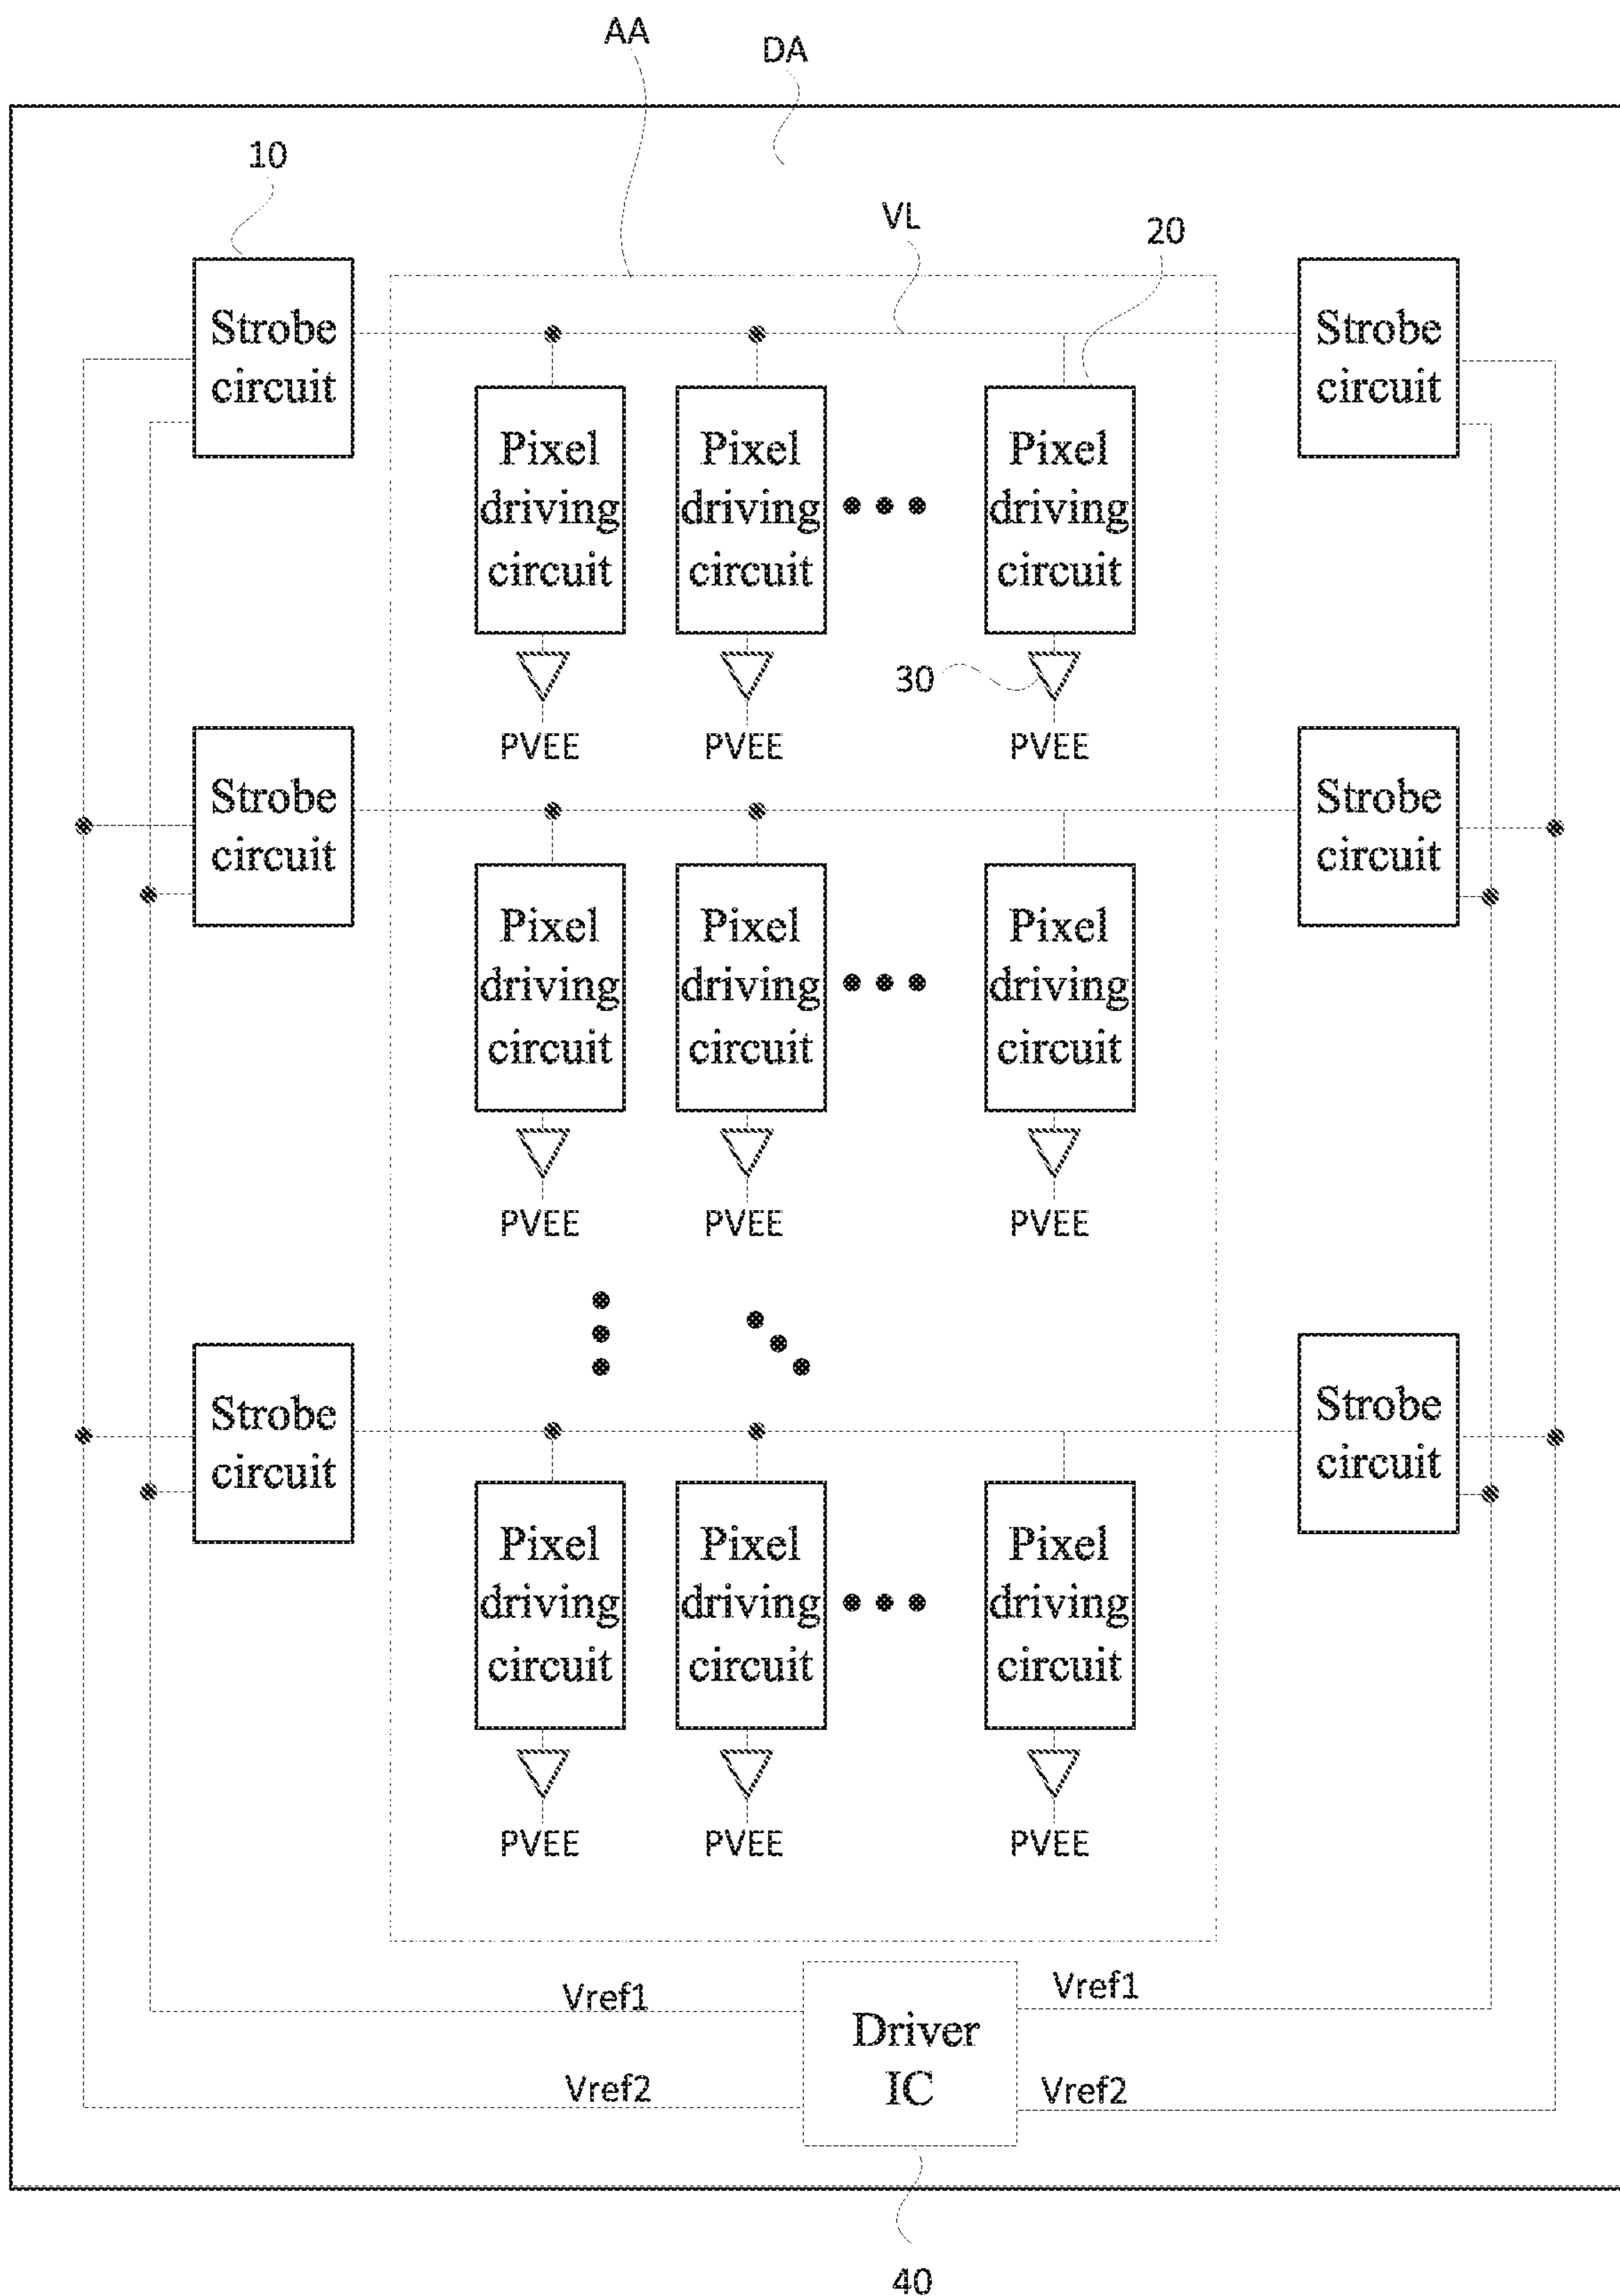 AA
DA
10
VL
20
Strobe
circuit
Strobe
circuit
Pixel
driving
circuit
Pixel
driving
circuit
Pixel
driving
circuit
30
PVEE
PVEE
PVEE
Strobe
circuit
Strobe
circuit
Pixel
driving
circuit
Pixel
driving
circuit
Pixel
driving
circuit
PVEE
PVEE
PVEE
Strobe
circuit
Strobe
circuit
Pixel
driving
circuit
Pixel
driving
circuit
Pixel
driving
circuit
PVEE
PVEE
PVEE
Vref1
Vref1
Driver
IC
Vref2
Vref2
40